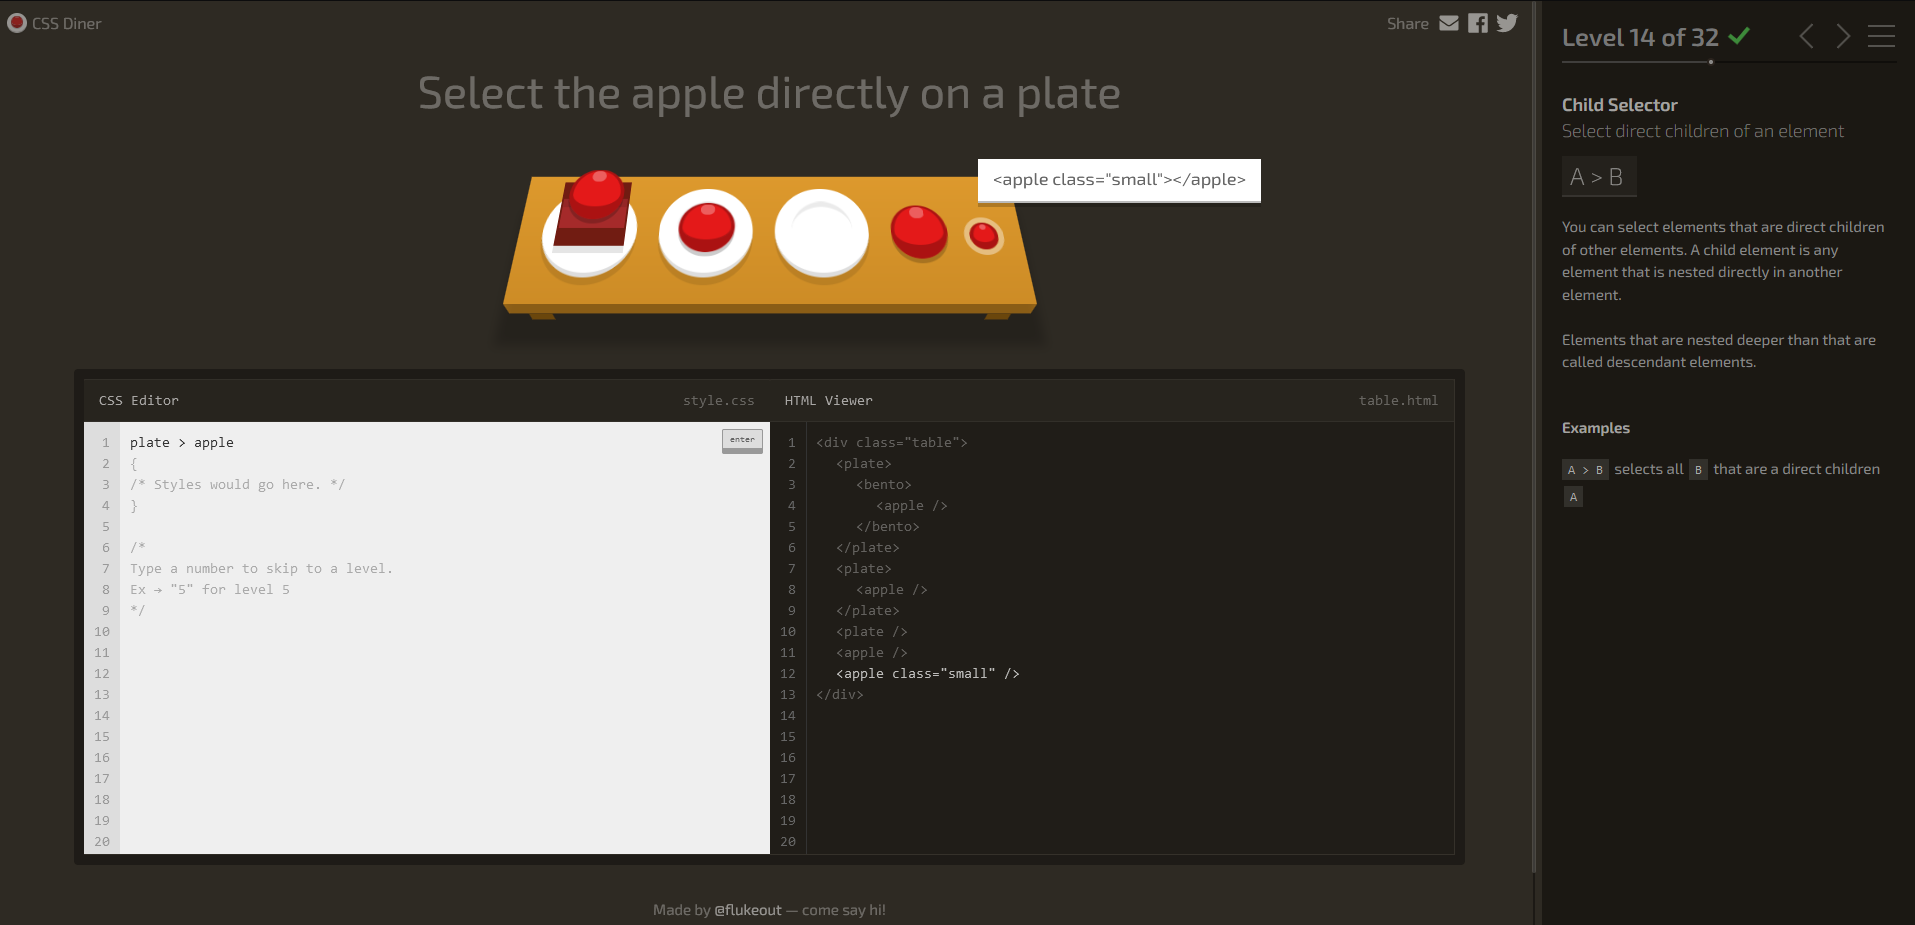 CSS Diner
Share
Select the apple directly on a plate
<apple class="small"></apple>
CSS Editor
style.css
HTML Viewer
table.html
1
2
3
4
5
6
7
8
9
10
11
12
13
14
15
16
17
18
19
20
plate > apple
{
/* Styles would go here. */
}
/*
Type a number to skip to a level.
Ex → "5" for level 5
*/
enter
1 <div class="table">
2 <plate>
3 <bento>
4 <apple />
5 </bento>
6 </plate>
7 <plate>
8 <apple />
9 </plate>
10 <plate />
11 <apple />
12 <apple class="small" />
13 </div>
14
15
16
17
18
19
20
Made by @flukeout — come say hi!
Level 14 of 32
Child Selector
Select direct children of an element
A > B
You can select elements that are direct children
of other elements. A child element is any
element that is nested directly in another
element.
Elements that are nested deeper than that are
called descendant elements.
Examples
A > B selects all B that are a direct children
A